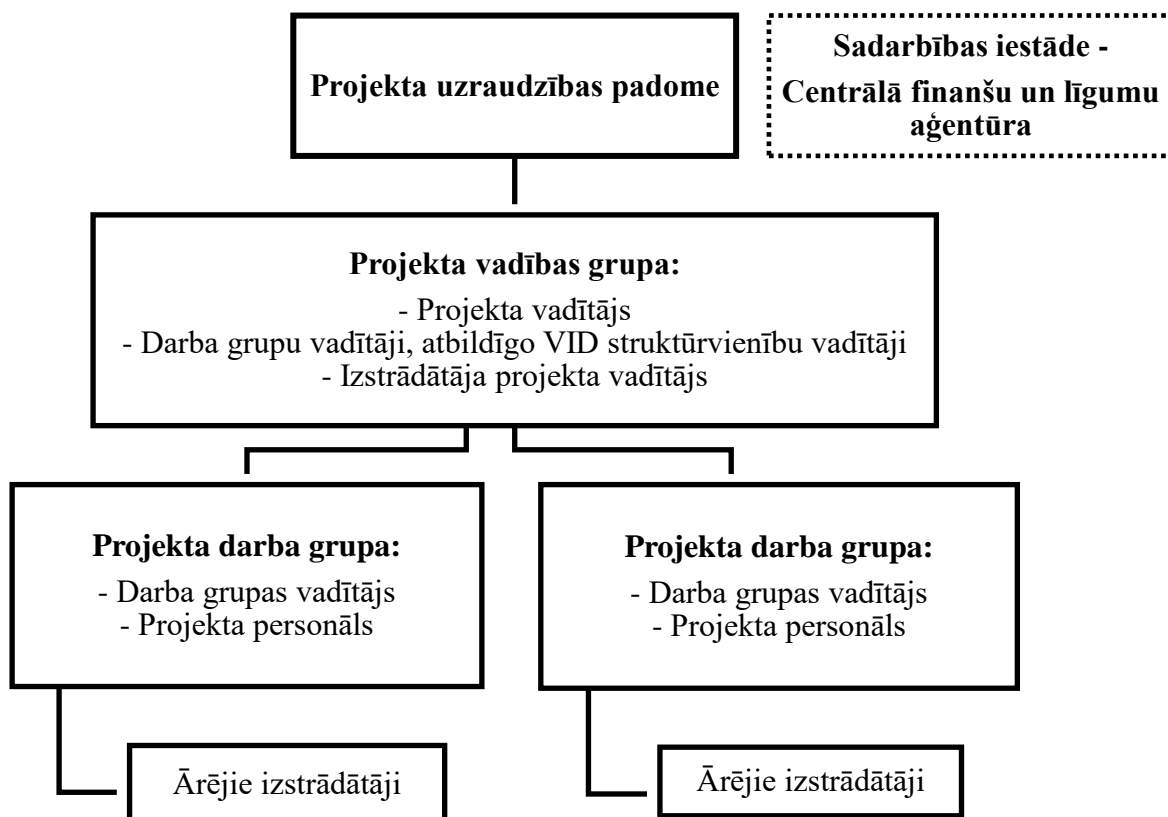 Projekta uzraudzības padome
Sadarbības iestāde -
Centrālā finanšu un līgumu
aģentūra
Projekta vadības grupa:
- Projekta vadītājs
- Darba grupu vadītāji, atbildīgo VID struktūrvienību vadītāji
- Izstrādātāja projekta vadītājs
Projekta darba grupa:
- Darba grupas vadītājs
- Projekta personāls
Projekta darba grupa:
- Darba grupas vadītājs
- Projekta personāls
Ārējie izstrādātāji
Ārējie izstrādātāji